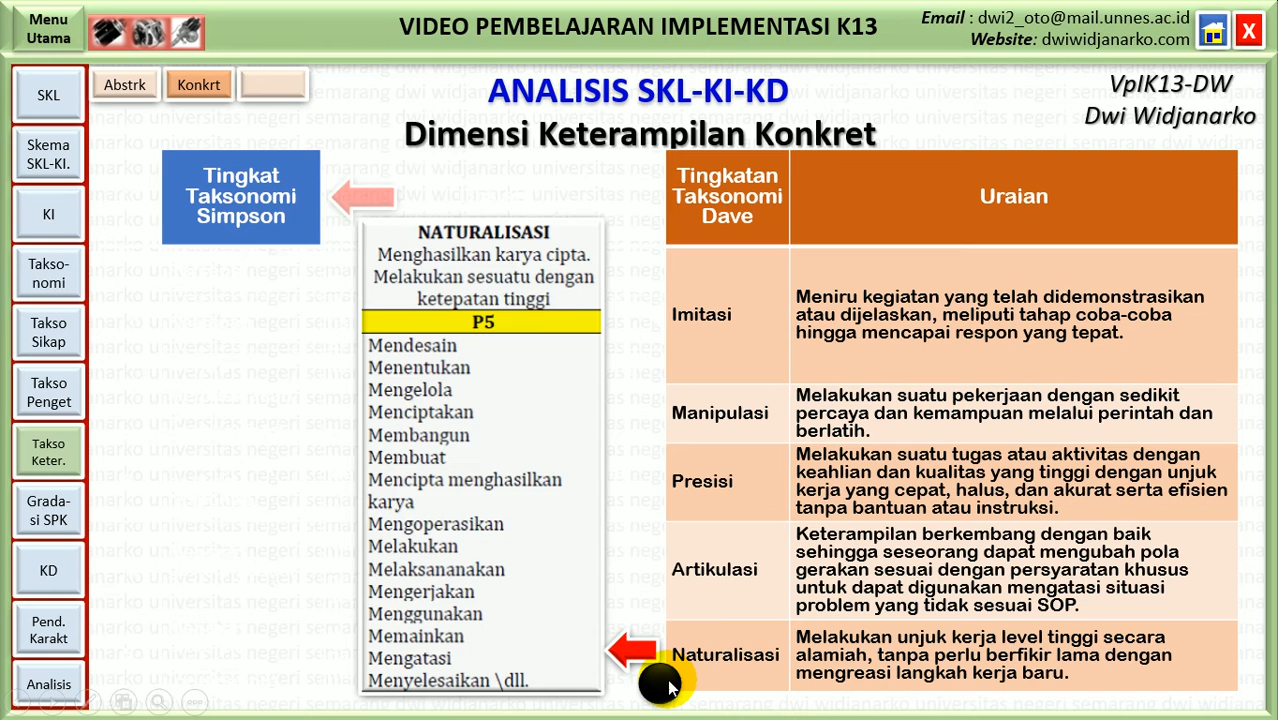 Menu
Utama
VIDEO PEMBELAJARAN IMPLEMENTASI K13
Email : dwi2_oto@mail.unnes.ac.id
Website: dwiwidjanarko.com
X
SKL
Skema
SKL-KI.
KI
Takso-
nomi
Takso
Sikap
Takso
Penget
Takso
Keter.
Grada-
si SPK
KD
Pend.
Karakt
Analisis
Abstrk
Konkrt
ANALISIS SKL-KI-KD
Dimensi Keterampilan Konkret
VpIK13-DW
Dwi Widjanarko
Tingkat
Taksonomi
Simpson
NATURALISASI
Menghasilkan karya cipta.
Melakukan sesuatu dengan
ketepatan tinggi
P5
Mendesain
Menentukan
Mengelola
Menciptakan
Membangun
Membuat
Mencipta menghasilkan
karya
Mengoperasikan
Melakukan
Melaksananakan
Mengerjakan
Menggunakan
Memainkan
Mengatasi
Menyelesaikan \dll.
Tingkatan
Taksonomi
Dave
Uraian
Imitasi
Meniru kegiatan yang telah didemonstrasikan
atau dijelaskan, meliputi tahap coba-coba
hingga mencapai respon yang tepat.
Manipulasi
Melakukan suatu pekerjaan dengan sedikit
percaya dan kemampuan melalui perintah dan
berlatih.
Presisi
Melakukan suatu tugas atau aktivitas dengan
keahlian dan kualitas yang tinggi dengan unjuk
kerja yang cepat, halus, dan akurat serta efisien
tanpa bantuan atau instruksi.
Artikulasi
Keterampilan berkembang dengan baik
sehingga seseorang dapat mengubah pola
gerakan sesuai dengan persyaratan khusus
untuk dapat digunakan mengatasi situasi
problem yang tidak sesuai SOP.
Naturalisasi
Melakukan unjuk kerja level tinggi secara
alamiah, tanpa perlu berfikir lama dengan
mengreasi langkah kerja baru.